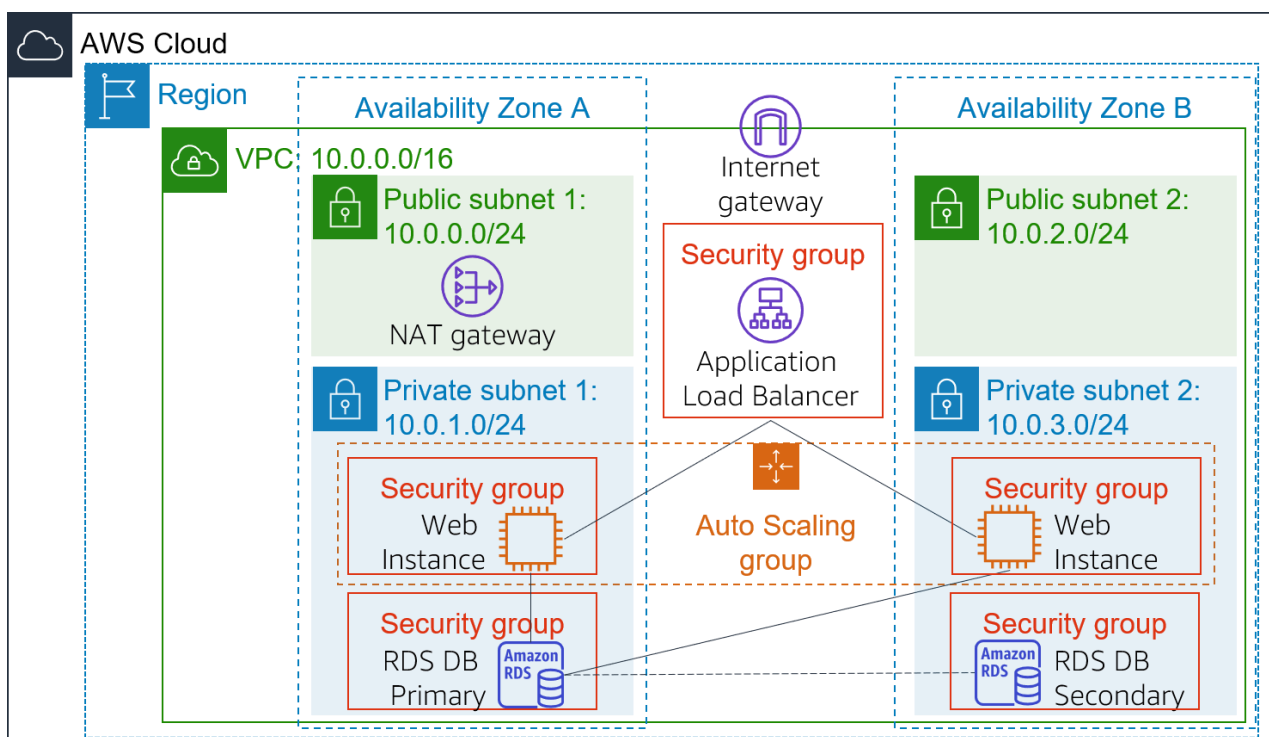 AWS Cloud
Region
Availability Zone A
Availability Zone B
VPC: 10.0.0.0/16
Internet
gateway
Public subnet 1:
10.0.0.0/24
NAT gateway
Security group
Application
Load Balancer
Public subnet 2:
10.0.2.0/24
Private subnet 1:
10.0.1.0/24
Private subnet 2:
10.0.3.0/24
Security group
Web
Instance
Auto Scaling
group
Security group
Web
Instance
Security group
RDS DB
Primary
Amazon
RDS
Security group
Amazon
RDS
RDS DB
Secondary